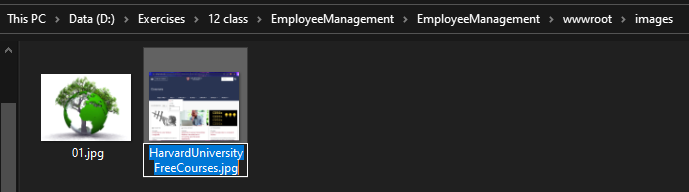 This PC > Data (D:) > Exercises > 12 class > EmployeeManagement > EmployeeManagement > wwwroot > images
01.jpg
HarvardUniversity
FreeCourses.jpg